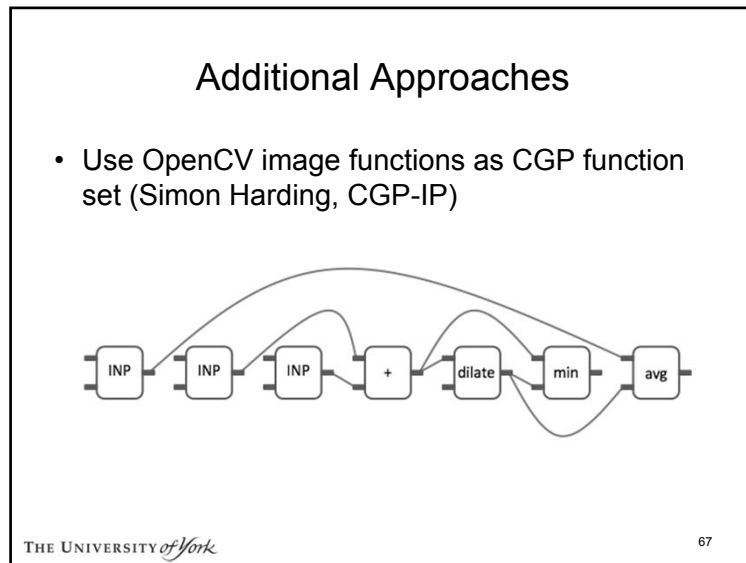 Additional Approaches
• Use OpenCV image functions as CGP function
set (Simon Harding, CGP-IP)
INP INP INP + dilate min avg
THE UNIVERSITY of York
67